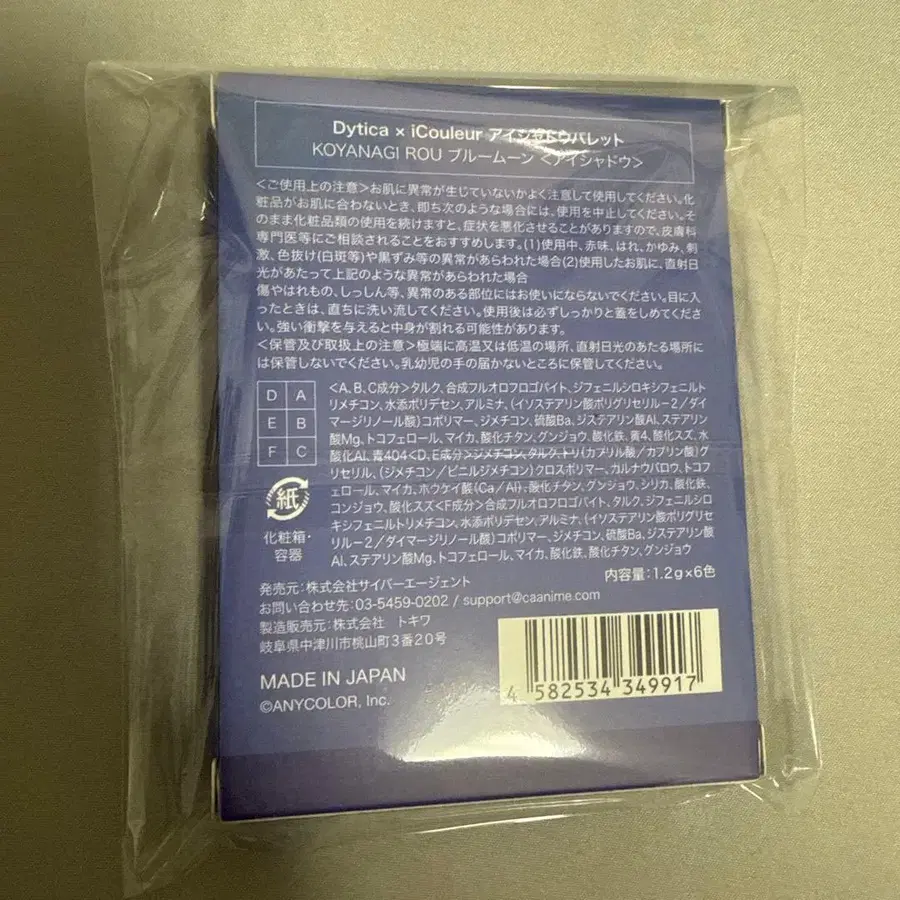 Dytica × iCouleur アイシャドウパレット
KOYANAGI ROU ブルームーン <アイシャドウ>
<ご使用上の注意>お肌に異常が生じていないかよく注意して使用してください。化
粧品がお肌に合わないとき、即ち次のような場合には、使用を中止してください。そ
のまま化粧品類の使用を続けますと、症状を悪化させることがありますので、皮膚科
専門医等にご相談されることをおすすめします。(1)使用中、赤味、はれ、かゆみ、刺
激、色抜け(白斑等)や黒ずみ等の異常があらわれた場合(2)使用したお肌に、直射日
光があたって上記のような異常があらわれた場合
傷やはれもの、しっしん等、異常のある部位にはお使いにならないでください。目に入
ったときは、直ちに洗い流してください。使用後は必ずしっかりと蓋をしめてくださ
い。強い衝撃を与えると中身が割れる可能性があります。
<保管及び取扱上の注意>極端に高温又は低温の場所、直射日光のあたる場所に
は保管しないでください。乳幼児の手の届かないところに保管してください。
D A
E B
F C
<A、B、C成分>タルク、合成フルオロフロゴパイト、ジフェニルシロキシフェニルト
リメチコン、水添ポリデセン、アルミナ、(イソステアリン酸ポリグリセリル－2／ダイ
マージリノール酸)コポリマー、ジメチコン、硫酸Ba、ジステアリン酸Al、ステアリン
酸Mg、トコフェロール、マイカ、酸化チタン、グンジョウ、酸化鉄、黄4、酸化スズ、水
酸化Al、青404<D、E成分>ジメチコン、タルク、トリ(カプリル酸／カプリン酸)グ
リセリル、(ジメチコン／ビニルジメチコン)クロスポリマー、カルナウバロウ、トコフ
ェロール、マイカ、ホウケイ酸(Ca／Al)、酸化チタン、グンジョウ、シリカ、酸化鉄、
コンジョウ、酸化スズ<F成分>合成フルオロフロゴパイト、タルク、ジフェニルシロ
キシフェニルトリメチコン、水添ポリデセン、アルミナ、(イソステアリン酸ポリグリセ
リル－2／ダイマージリノール酸)コポリマー、ジメチコン、硫酸Ba、ジステアリン酸
Al、ステアリン酸Mg、トコフェロール、マイカ、酸化鉄、酸化チタン、グンジョウ
紙
化粧箱・
容器
内容量：1.2g×6色
発売元：株式会社サイバーエージェント
お問い合わせ先：03-5459-0202 / support@caanime.com
製造販売元：株式会社 トキワ
岐阜県中津川市桃山町3番20号
MADE IN JAPAN
©ANYCOLOR, Inc.
4 582534 349917